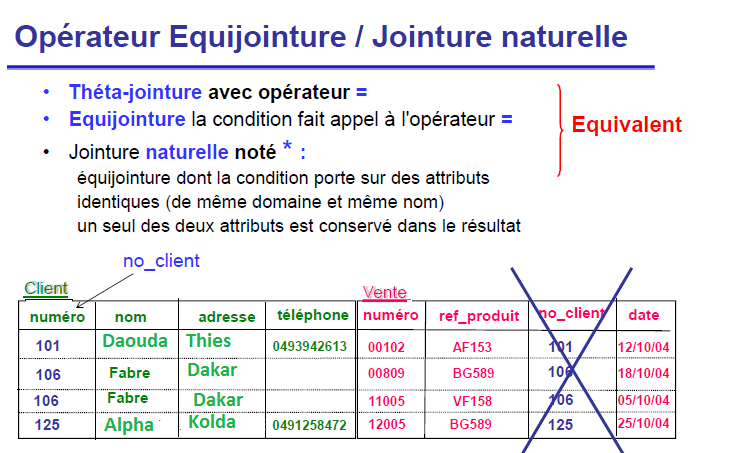 Opérateur Equijointure / Jointure naturelle
• Théta-jointure avec opérateur =
• Equijointure la condition fait appel à l'opérateur =
Equivalent
• Jointure naturelle noté * :
équijointure dont la condition porte sur des attributs
identiques (de même domaine et même nom)
un seul des deux attributs est conservé dans le résultat
no_client
Client Vente
numéro nom adresse téléphone numéro ref_produit no_client date
101 Daouda Thies 0493942613 00102 AF153 101 12/10/04
106 Fabre Dakar 00809 BG589 106 18/10/04
106 Fabre Dakar 11005 VF158 106 05/10/04
125 Alpha Kolda 0491258472 12005 BG589 125 25/10/04